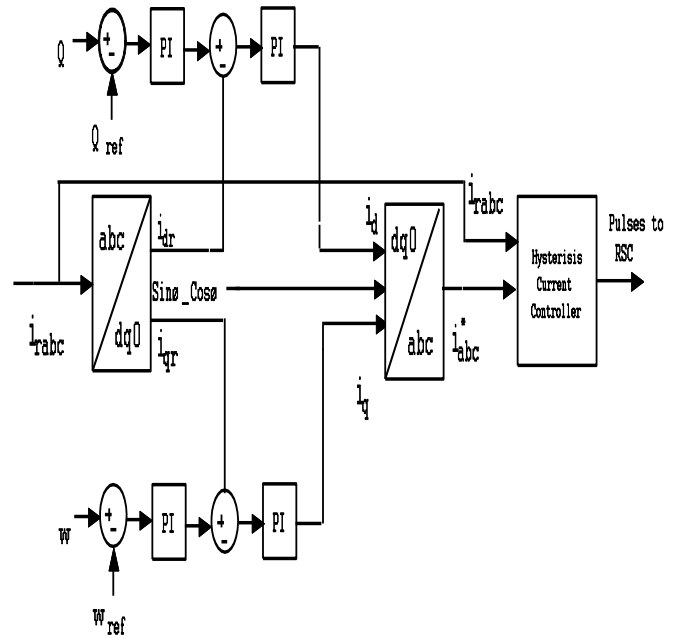 Q
+
-
PI
+
-
PI
Q ref
i rabc
Pulses to
RSC
abc
i dr
i d
dq0
Hysterisis
Current
Controller
Sinø_Cosø
dq0
i rabc
i qr
abc
i* abc
i q
w
+
-
PI
+
-
PI
w ref